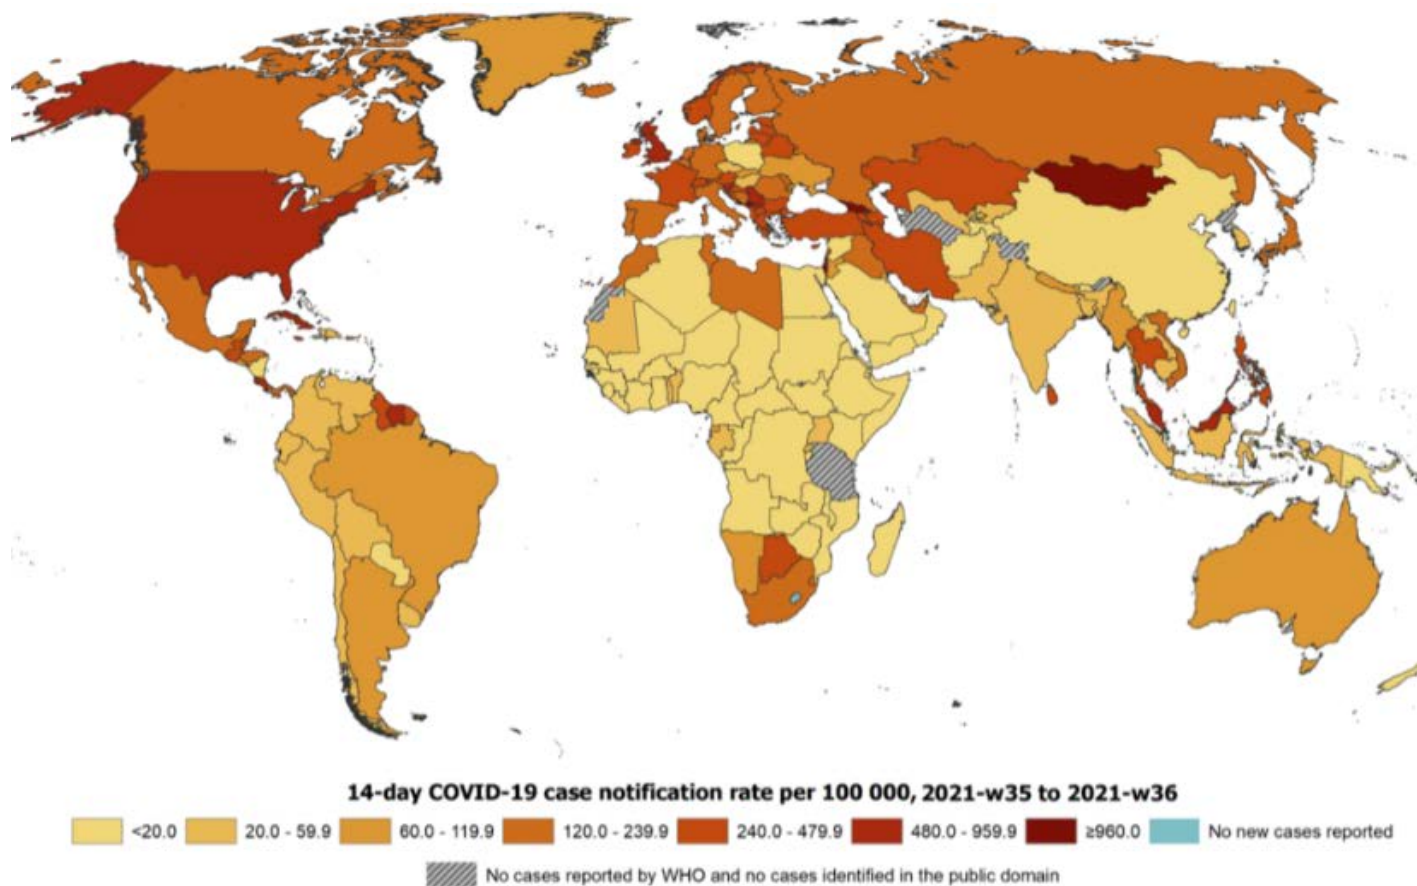 14-day COVID-19 case notification rate per 100 000, 2021-w35 to 2021-w36
<20.0 20.0 - 59.9 60.0 - 119.9 120.0 - 239.9 240.0 - 479.9 480.0 - 959.9 ≥960.0 No new cases reported
No cases reported by WHO and no cases identified in the public domain